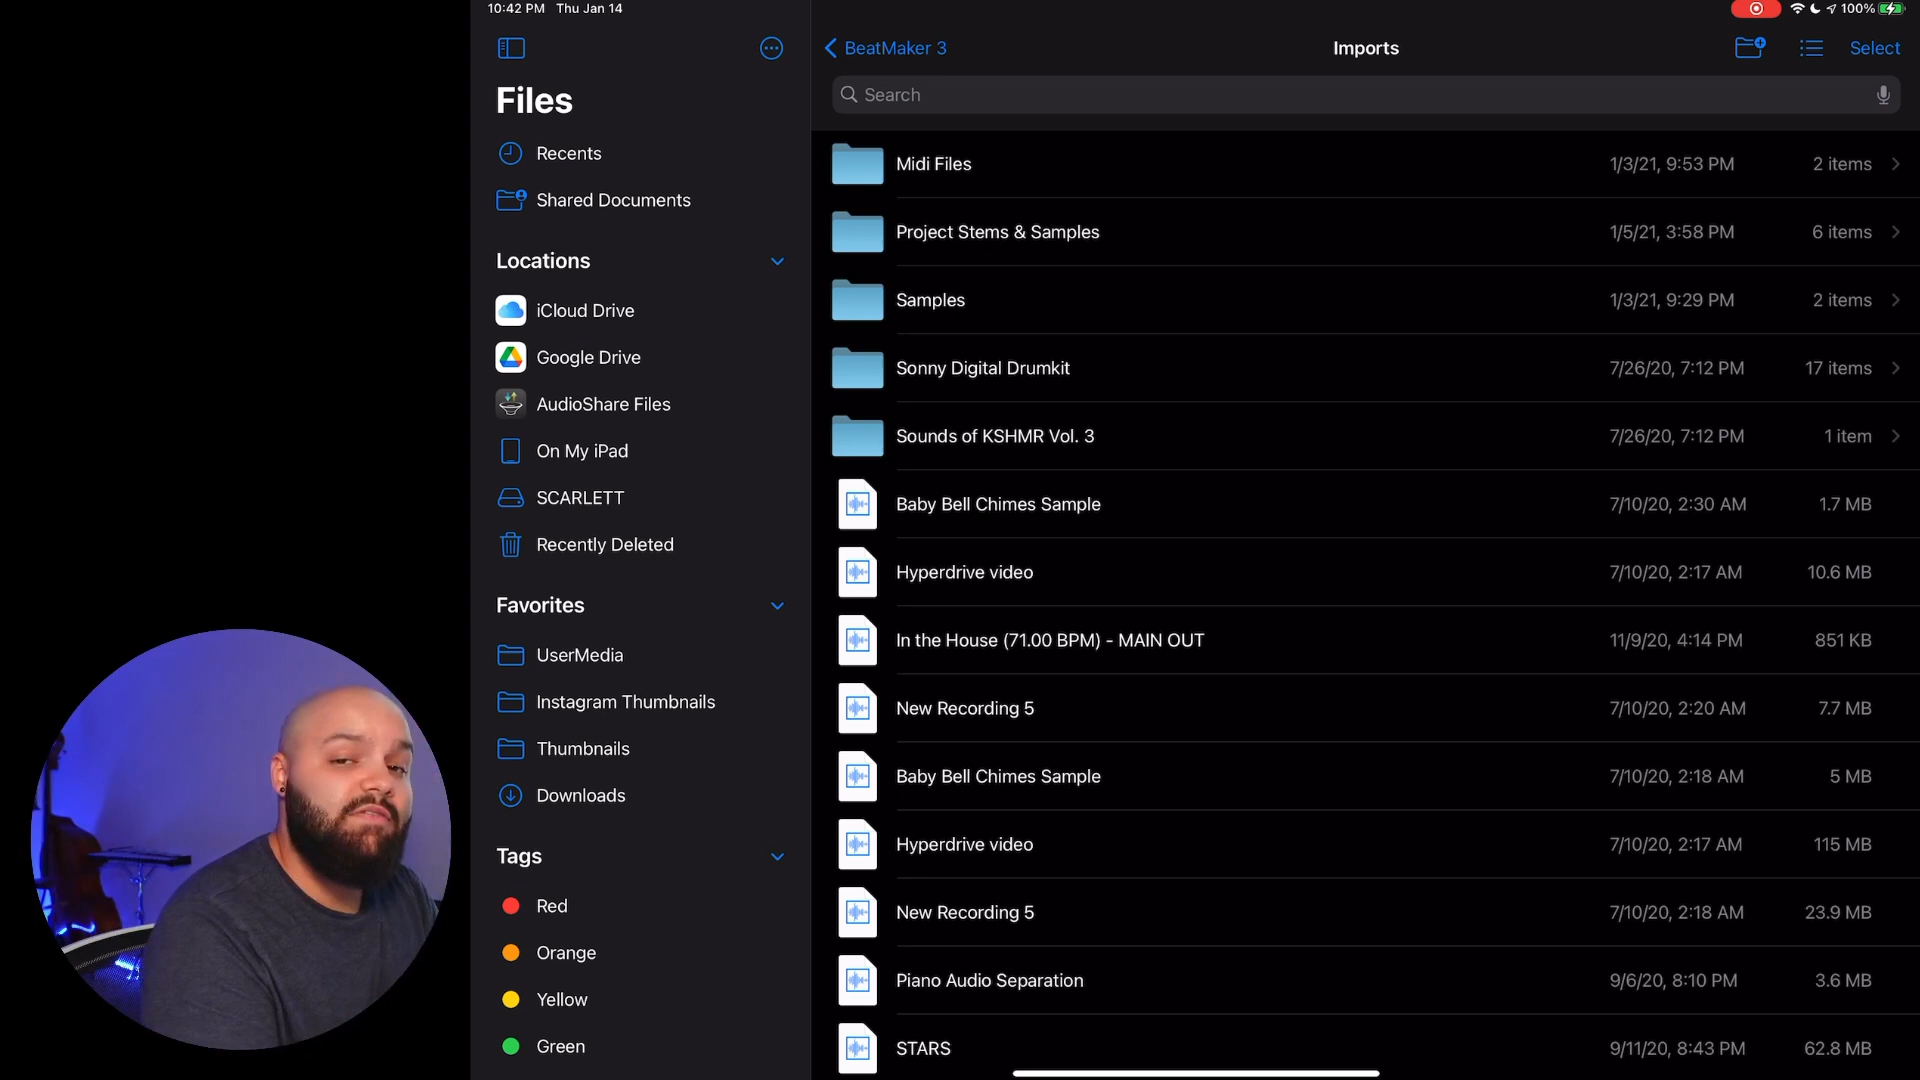 10:42 PM Thu Jan 14
100%
Files
Recents
Shared Documents
Locations
iCloud Drive
Google Drive
AudioShare Files
On My iPad
SCARLETT
Recently Deleted
Favorites
UserMedia
Instagram Thumbnails
Thumbnails
Downloads
Tags
Red
Orange
Yellow
Green
BeatMaker 3
Imports
Select
Search
Midi Files 1/3/21, 9:53 PM 2 items
Project Stems & Samples 1/5/21, 3:58 PM 6 items
Samples 1/3/21, 9:29 PM 2 items
Sonny Digital Drumkit 7/26/20, 7:12 PM 17 items
Sounds of KSHMR Vol. 3 7/26/20, 7:12 PM 1 item
Baby Bell Chimes Sample 7/10/20, 2:30 AM 1.7 MB
Hyperdrive video 7/10/20, 2:17 AM 10.6 MB
In the House (71.00 BPM) - MAIN OUT 11/9/20, 4:14 PM 851 KB
New Recording 5 7/10/20, 2:20 AM 7.7 MB
Baby Bell Chimes Sample 7/10/20, 2:18 AM 5 MB
Hyperdrive video 7/10/20, 2:17 AM 115 MB
New Recording 5 7/10/20, 2:18 AM 23.9 MB
Piano Audio Separation 9/6/20, 8:10 PM 3.6 MB
STARS 9/11/20, 8:43 PM 62.8 MB